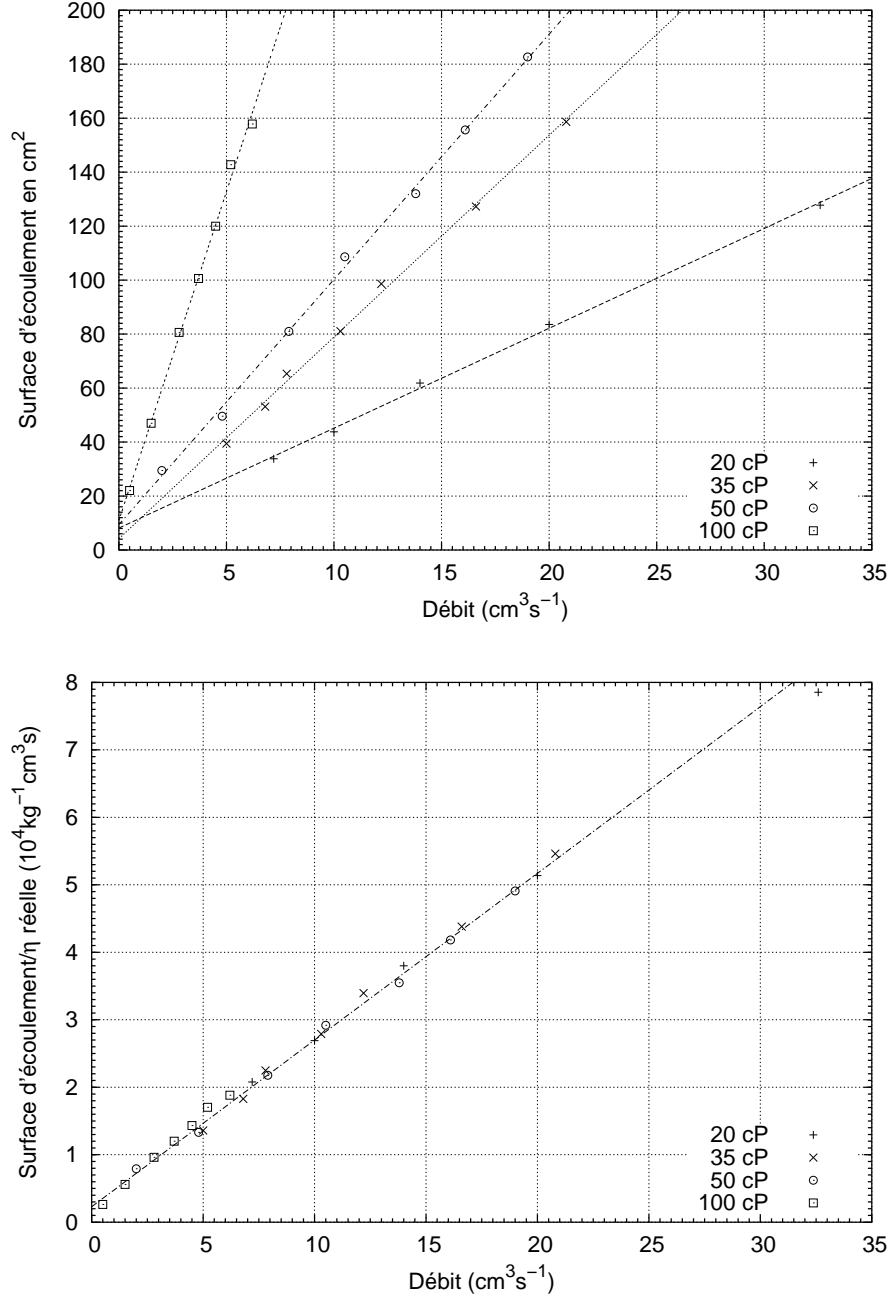 200
180
160
140
120
100
80
60
40
20
0
Surface d'écoulement en cm²
20 cP
35 cP
50 cP
100 cP
0 5 10 15 20 25 30 35
Débit (cm³s⁻¹)
8
7
6
5
4
3
2
1
0
Surface d'écoulement/η réelle (10⁴kg⁻¹cm³s)
20 cP
35 cP
50 cP
100 cP
0 5 10 15 20 25 30 35
Débit (cm³s⁻¹)